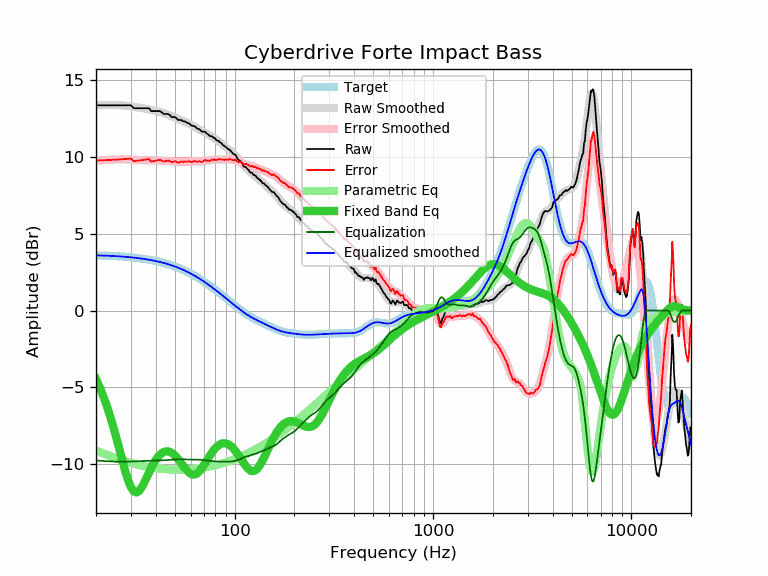 Cyberdrive Forte Impact Bass
Target
Raw Smoothed
Error Smoothed
Raw
Error
Parametric Eq
Fixed Band Eq
Equalization
Equalized smoothed
Amplitude (dBr)
15
10
5
0
−5
−10
100
1000
10000
Frequency (Hz)